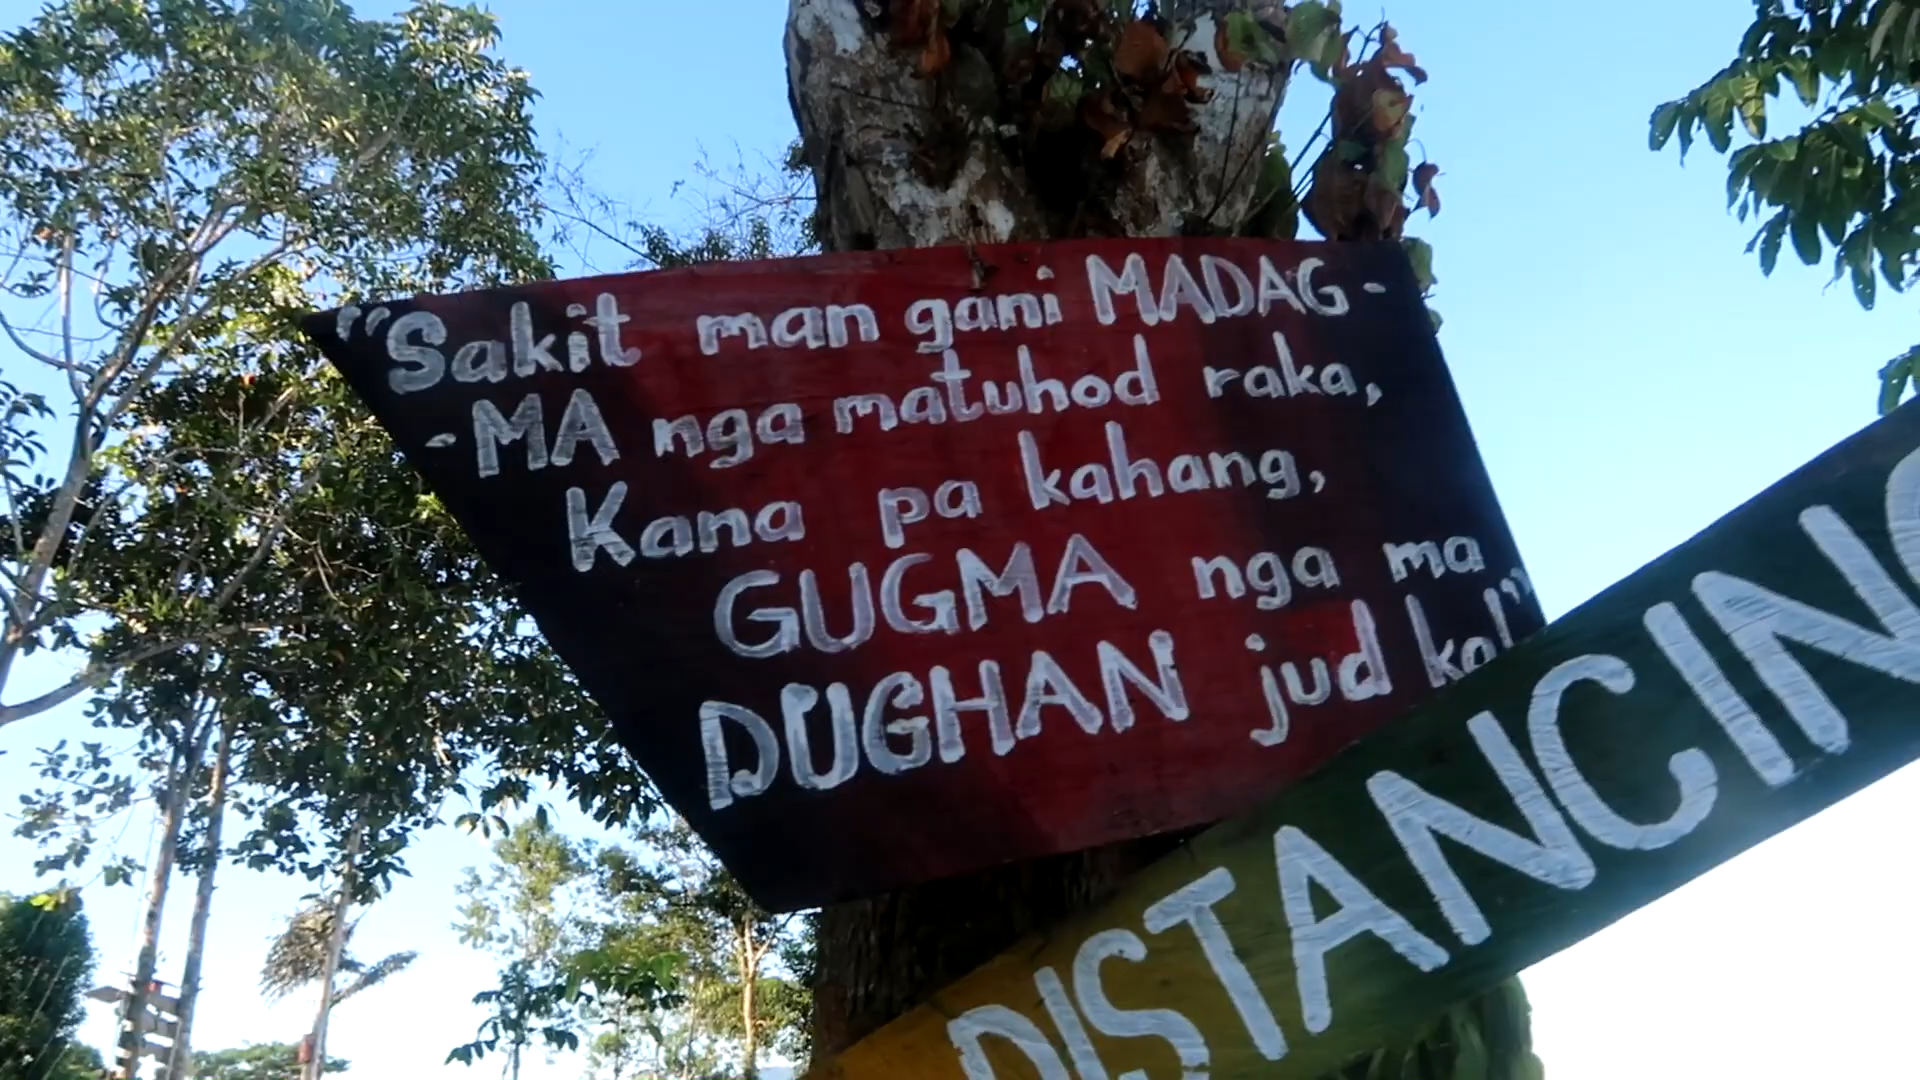 "Sakit man gani MADAG-
-MA nga matuhod raka,
Kana pa kahang,
GUGMA nga ma
DUGHAN jud ka!"
DISTANCING